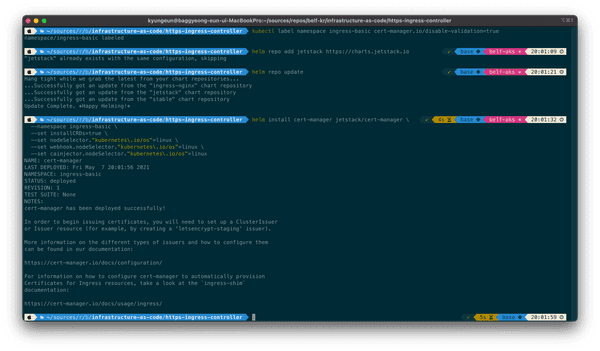 kyungeun@baggyeong-eun-ui-MacBookPro:~/sources/repos/belf-kr/infrastructure-as-code/https-ingress-controller
~/sources/r/b/infrastructure-as-code/https-ingress-controller kubectl label namespace ingress-basic cert-manager.io/disable-validation=true
namespace/ingress-basic labeled
~/sources/r/b/infrastructure-as-code/https-ingress-controller helm repo add jetstack https://charts.jetstack.io base belf-aks 20:01:09
"jetstack" already exists with the same configuration, skipping
~/sources/r/b/infrastructure-as-code/https-ingress-controller helm repo update base belf-aks 20:01:21
Hang tight while we grab the latest from your chart repositories...
...Successfully got an update from the "ingress-nginx" chart repository
...Successfully got an update from the "jetstack" chart repository
...Successfully got an update from the "stable" chart repository
Update Complete. *Happy Helming!*
~/sources/r/b/infrastructure-as-code/https-ingress-controller helm install cert-manager jetstack/cert-manager \ 4s base belf-aks 20:01:32
--namespace ingress-basic \
--set installCRDs=true \
--set nodeSelector."kubernetes\.io/os"=linux \
--set webhook.nodeSelector."kubernetes\.io/os"=linux \
--set cainjector.nodeSelector."kubernetes\.io/os"=linux
NAME: cert-manager
LAST DEPLOYED: Fri May 7 20:01:56 2021
NAMESPACE: ingress-basic
STATUS: deployed
REVISION: 1
TEST SUITE: None
NOTES:
cert-manager has been deployed successfully!
In order to begin issuing certificates, you will need to set up a ClusterIssuer
or Issuer resource (for example, by creating a 'letsencrypt-staging' issuer).
More information on the different types of issuers and how to configure them
can be found in our documentation:
https://cert-manager.io/docs/configuration/
For information on how to configure cert-manager to automatically provision
Certificates for Ingress resources, take a look at the `ingress-shim`
documentation:
https://cert-manager.io/docs/usage/ingress/
~/sources/r/b/infrastructure-as-code/https-ingress-controller 5s base belf-aks 20:01:59